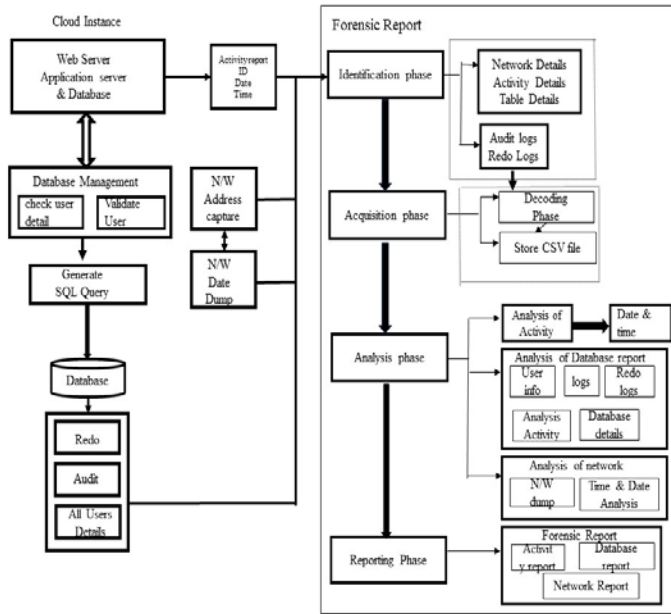 Cloud Instance
Web Server
Application server
& Database
Activityreport
ID
Date
Time
Database Management
check user
detail
Validate
User
Generate
SQL Query
Database
Redo
Audit
All Users
Details
N/W
Address
capture
N/W
Date
Dump
Forensic Report
Identification phase
Network Details
Activity Details
Table Details
Audit logs
Redo Logs
Acquisition phase
Decoding
Phase
Store CSV file
Analysis phase
Analysis of
Activity
Date &
time
Analysis of Database report
User
info
logs
Redo
logs
Analysis
Activity
Database
details
Analysis of network
N/W
dump
Time & Date
Analysis
Reporting Phase
Forensic Report
Activit
y.report
Database
report
Network Report